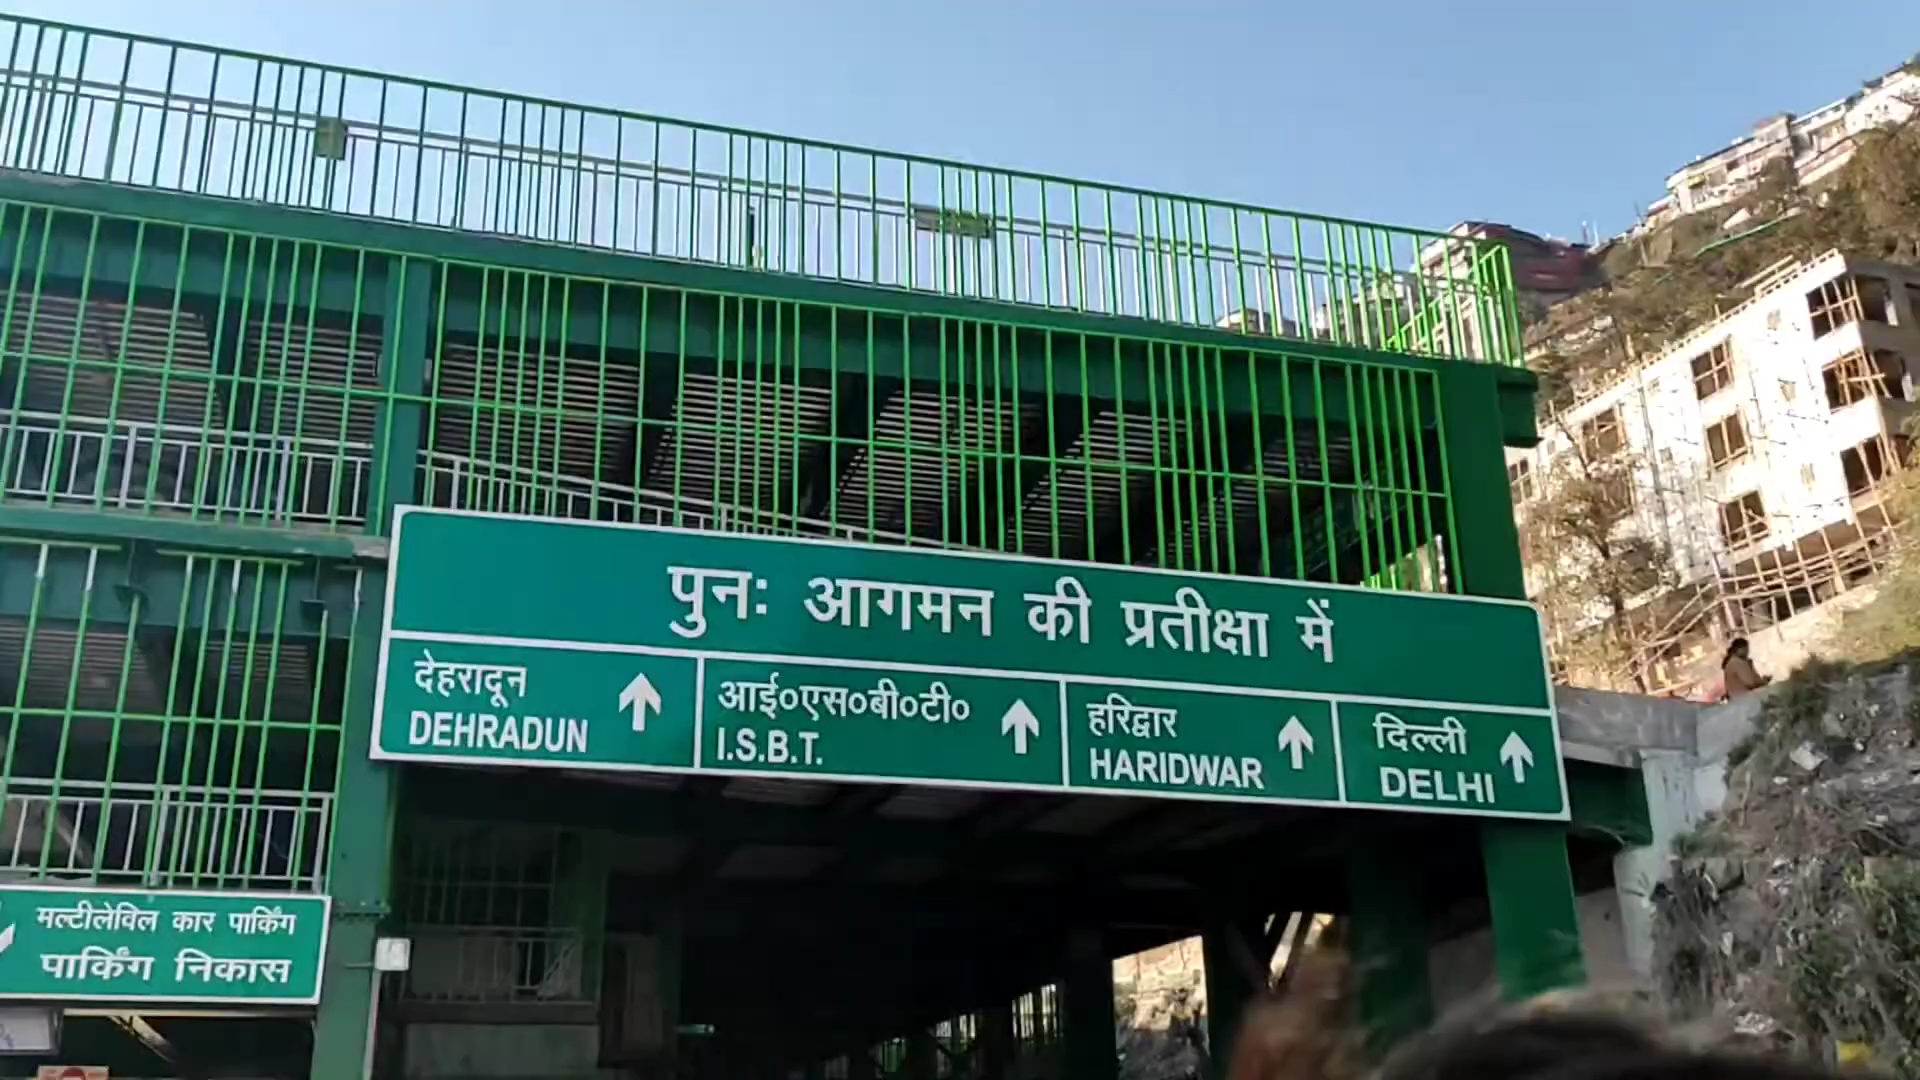 पुनः आगमन की प्रतीक्षा में
देहरादून
DEHRADUN
आई०एस०बी०टी०
I.S.B.T.
हरिद्वार
HARIDWAR
दिल्ली
DELHI
मल्टीलेविल कार पार्किंग
पार्किंग निकास